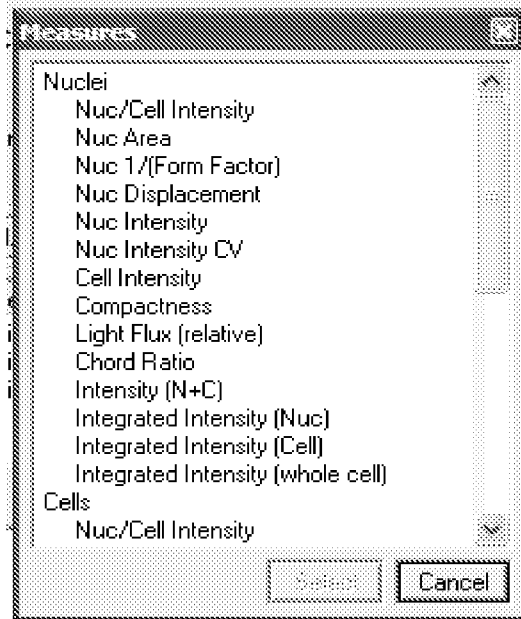 Measures
Nuclei
Nuc/Cell Intensity
Nuc Area
Nuc 1/(Form Factor)
Nuc Displacement
Nuc Intensity
Nuc Intensity CV
Cell Intensity
Compactness
Light Flux (relative)
Chord Ratio
Intensity (N+C)
Integrated Intensity (Nuc)
Integrated Intensity (Cell)
Integrated Intensity (whole cell)
Cells
Nuc/Cell Intensity
Select Cancel